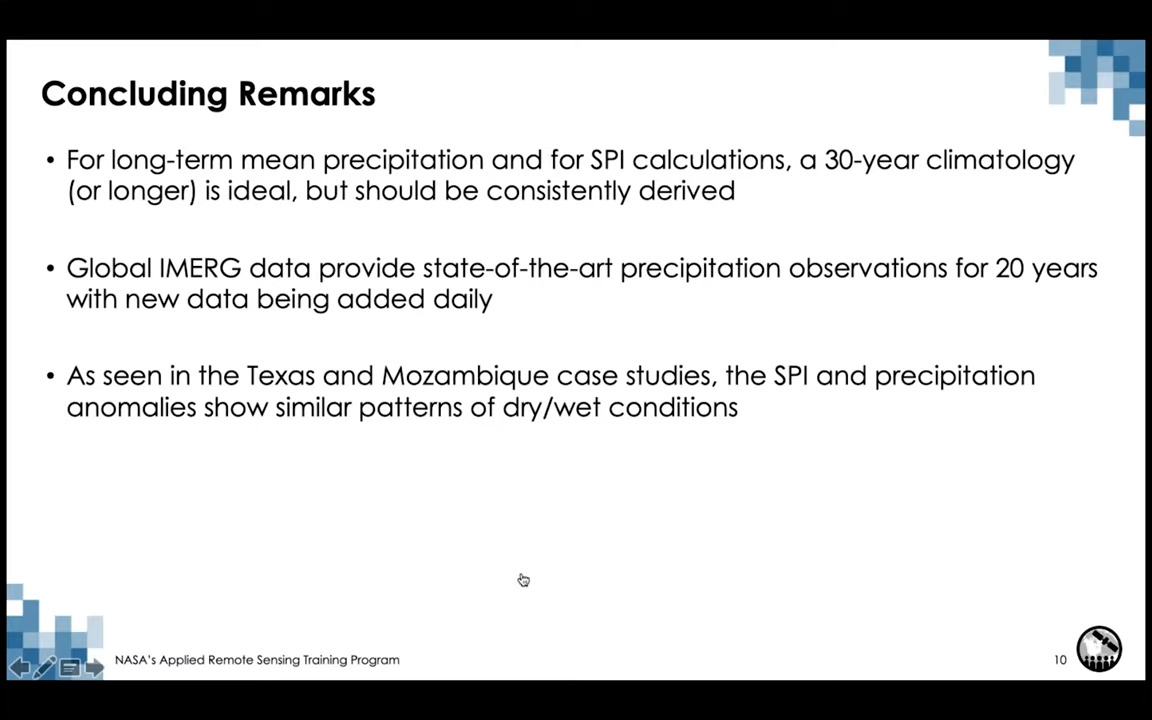 Concluding Remarks
• For long-term mean precipitation and for SPI calculations, a 30-year climatology
(or longer) is ideal, but should be consistently derived
• Global IMERG data provide state-of-the-art precipitation observations for 20 years
with new data being added daily
• As seen in the Texas and Mozambique case studies, the SPI and precipitation
anomalies show similar patterns of dry/wet conditions
NASA's Applied Remote Sensing Training Program
10